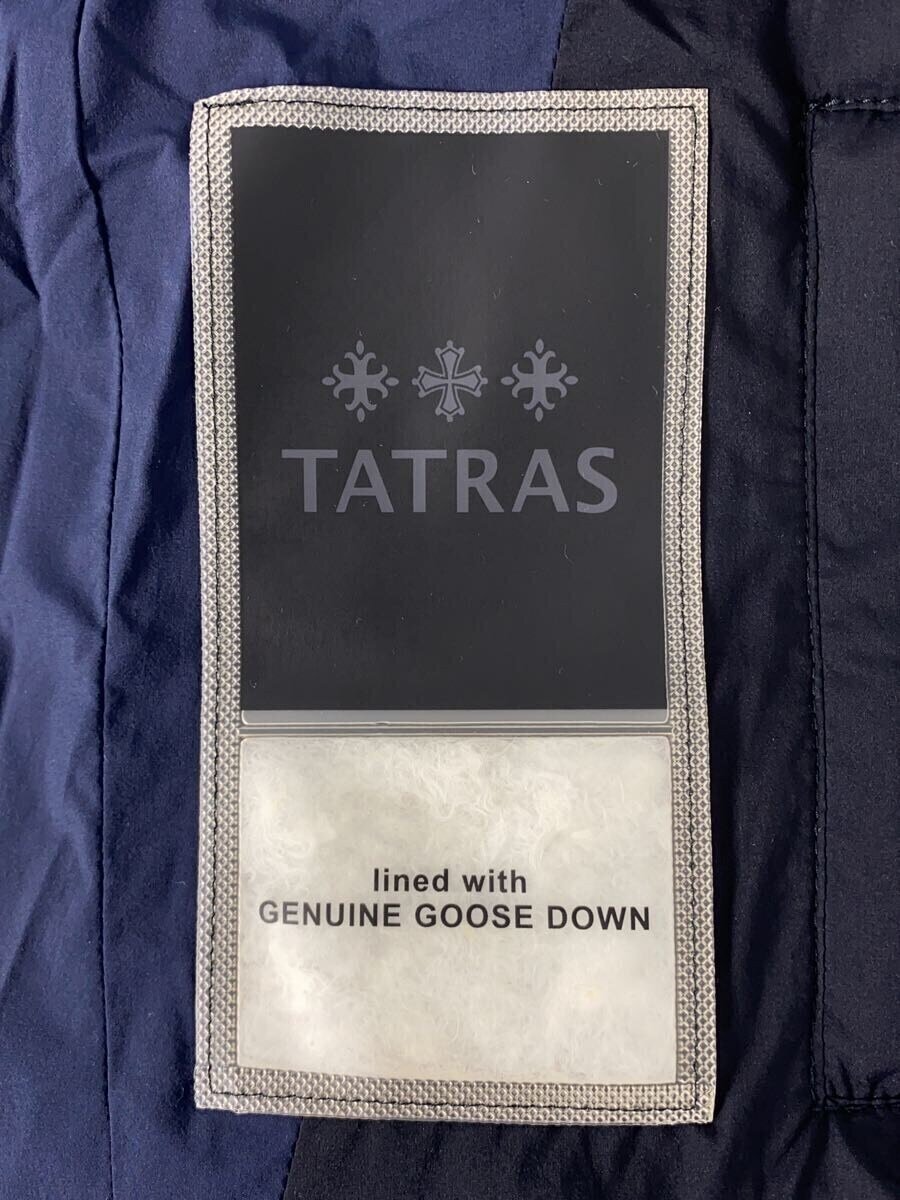 TATRAS
lined with
GENUINE GOOSE DOWN